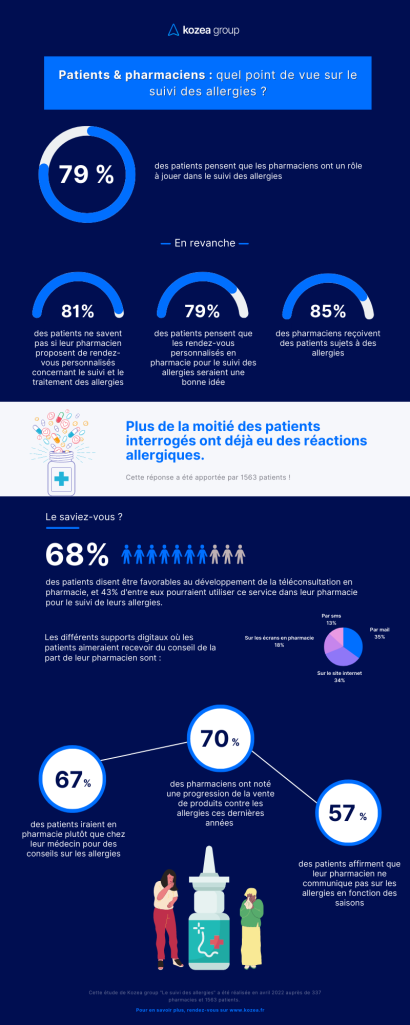 kozea group
Patients & pharmaciens : quel point de vue sur le
suivi des allergies ?
79 %
des patients pensent que les pharmaciens ont un rôle
à jouer dans le suivi des allergies
En revanche
81%
des patients ne savent
pas si leur pharmacien
proposent de rendez-
vous personnalisés
concernant le suivi et le
traitement des allergies
79%
des patients pensent que
les rendez-vous
personnalisés en
pharmacie pour le suivi des
allergies seraient une
bonne idée
85%
des pharmaciens reçoivent
des patients sujets à des
allergies
Plus de la moitié des patients
interrogés ont déjà eu des réactions
allergiques.
Cette réponse a été apportée par 1563 patients !
Le saviez-vous ?
68%
des patients disent être favorables au développement de la téléconsultation en
pharmacie, et 43% d'entre eux pourraient utiliser ce service dans leur pharmacie
pour le suivi de leurs allergies.
Les différents supports digitaux où les
patients aimeraient recevoir du conseil de la
part de leur pharmacien sont :
Par sms
13%
Par mail
35%
Sur les écrans en pharmacie
18%
Sur le site internet
34%
70 %
des pharmaciens ont noté
une progression de la vente
de produits contre les
allergies ces dernières
années
67 %
des patients iraient en
pharmacie plutôt que chez
leur médecin pour des
conseils sur les allergies
57 %
des patients affirment que
leur pharmacien ne
communique pas sur les
allergies en fonction des
saisons
Cette étude de Kozea group "Le suivi des allergies" a été réalisée en avril 2023 auprès de 337
pharmacies et 1563 patients.
Pour en savoir plus, rendez-vous sur www.kozea.fr